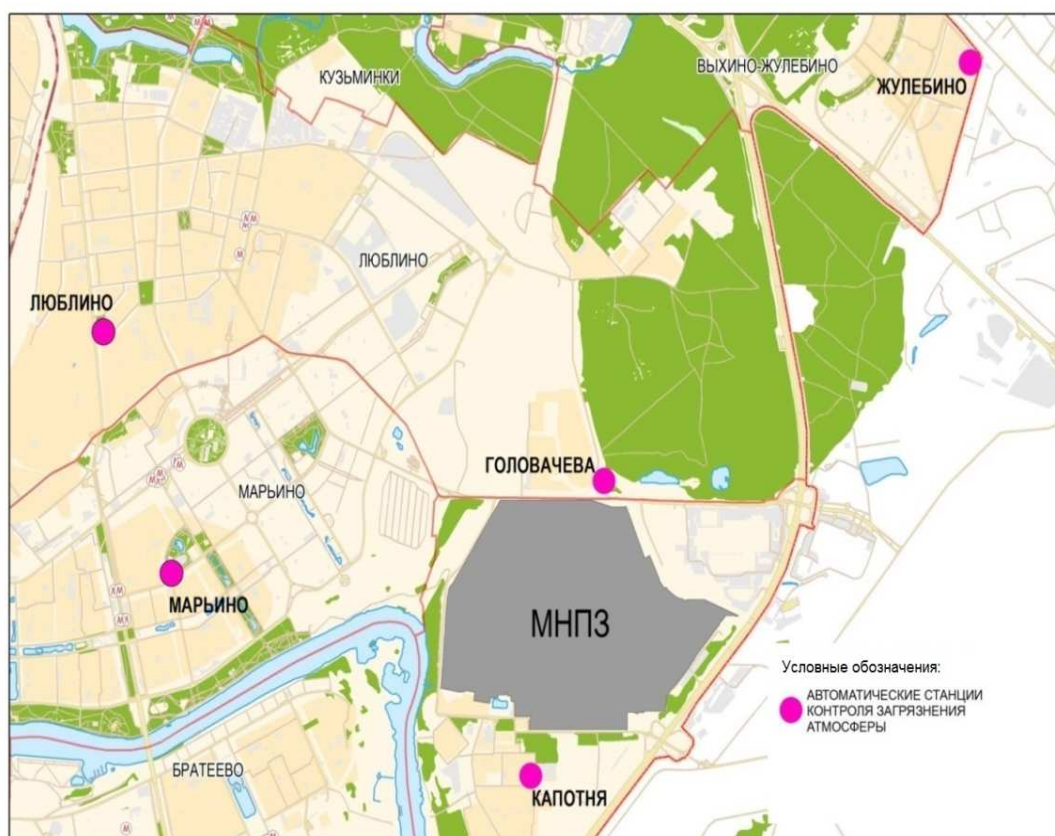 КУЗЬМИНКИ
ВЫХИНО-ЖУЛЕБИНО
ЖУЛЕБИНО
ЛЮБЛИНО
ЛЮБЛИНО
ГОЛОВАЧЕВА
МАРЬИНО
МАРЬИНО
МНПЗ
Условные обозначения:
АВТОМАТИЧЕСКИЕ СТАНЦИИ
КОНТРОЛЯ ЗАГРЯЗНЕНИЯ
АТМОСФЕРЫ
БРАТЕЕВО
КАПОТНЯ